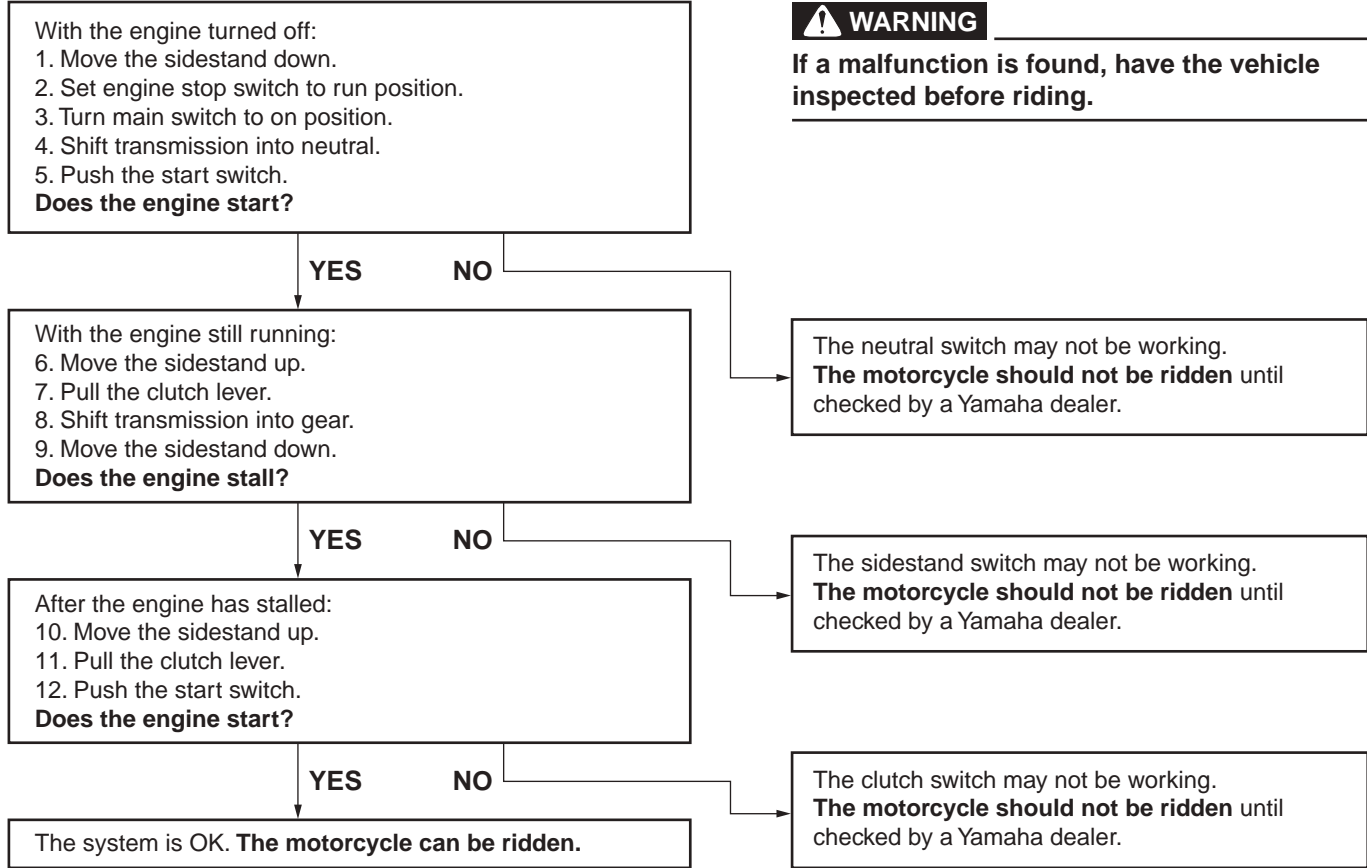 With the engine turned off:
1. Move the sidestand down.
2. Set engine stop switch to run position.
3. Turn main switch to on position.
4. Shift transmission into neutral.
5. Push the start switch.
Does the engine start?
WARNING
If a malfunction is found, have the vehicle
inspected before riding.
YES NO
With the engine still running:
6. Move the sidestand up.
7. Pull the clutch lever.
8. Shift transmission into gear.
9. Move the sidestand down.
Does the engine stall?
The neutral switch may not be working.
The motorcycle should not be ridden until
checked by a Yamaha dealer.
YES NO
After the engine has stalled:
10. Move the sidestand up.
11. Pull the clutch lever.
12. Push the start switch.
Does the engine start?
The sidestand switch may not be working.
The motorcycle should not be ridden until
checked by a Yamaha dealer.
YES NO
The system is OK. The motorcycle can be ridden.
The clutch switch may not be working.
The motorcycle should not be ridden until
checked by a Yamaha dealer.